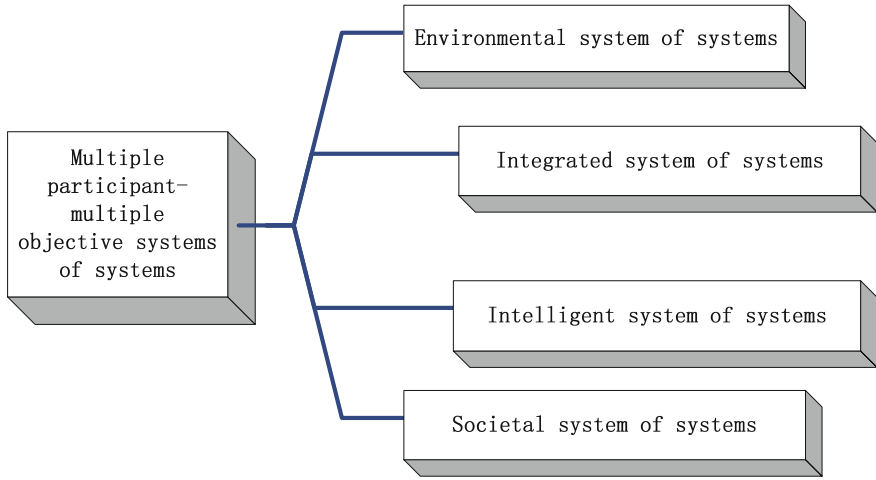 Environmental system of systems
Multiple
participant-
multiple
objective systems
of systems
Integrated system of systems
Intelligent system of systems
Societal system of systems